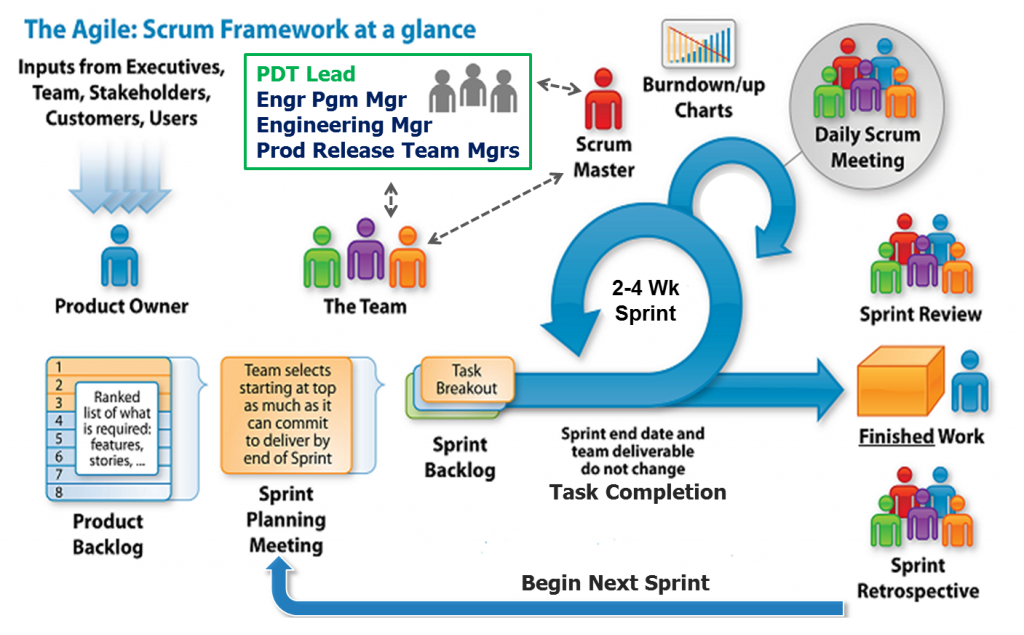 The Agile: Scrum Framework at a glance
Inputs from Executives,
Team, Stakeholders,
Customers, Users
PDT Lead
Engr Pgm Mgr
Engineering Mgr
Prod Release Team Mgrs
Scrum
Master
Burndown/up
Charts
Daily Scrum
Meeting
Product Owner
The Team
2-4 Wk
Sprint
Sprint Review
1
2
3
4
5
6
7
8
Ranked
list of what
is required:
features,
stories, ...
Product
Backlog
Team selects
starting at top
as much as it
can commit
to deliver by
end of Sprint
Sprint
Planning
Meeting
Task
Breakout
Sprint
Backlog
Sprint end date and
team deliverable
do not change
Task Completion
Finished Work
Sprint
Retrospective
Begin Next Sprint